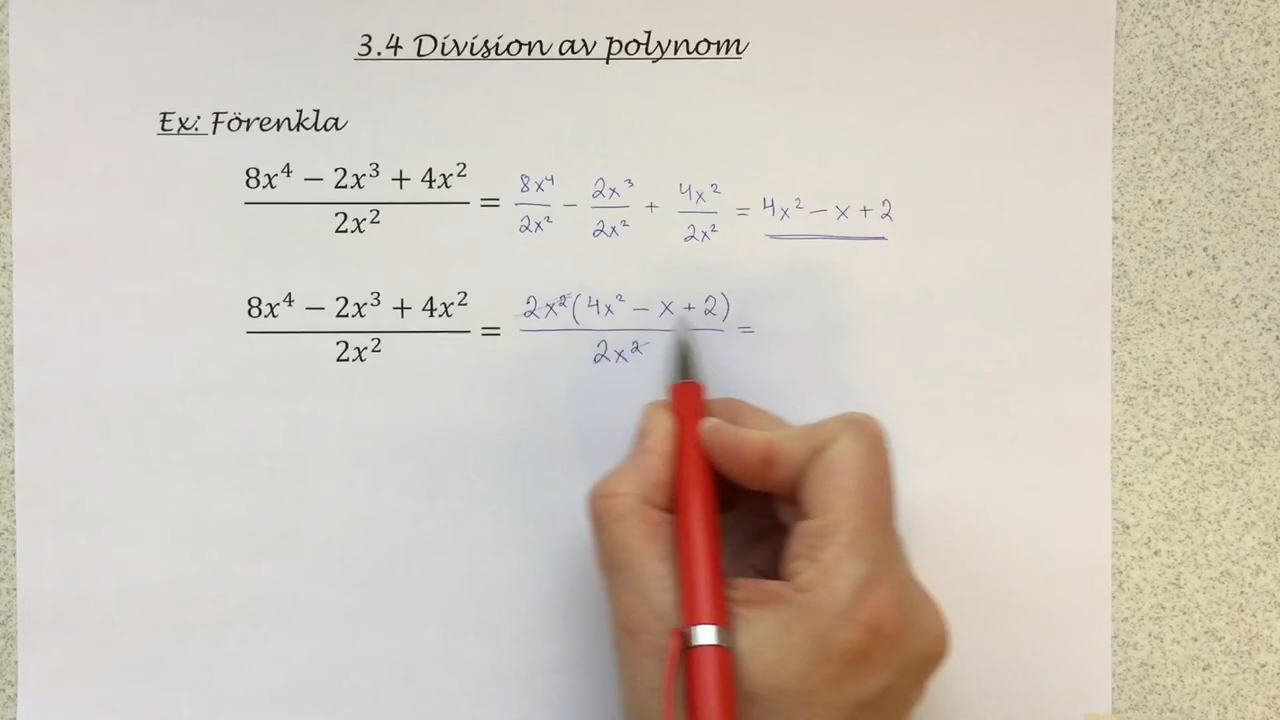 3.4 Division av polynom
Ex: Förenkla
(8x⁴ − 2x³ + 4x²)/(2x²) = 8x⁴/2x² − 2x³/2x² + 4x²/2x² = 4x² − x + 2
(8x⁴ − 2x³ + 4x²)/(2x²) = 2x²(4x² − x + 2)/2x² =